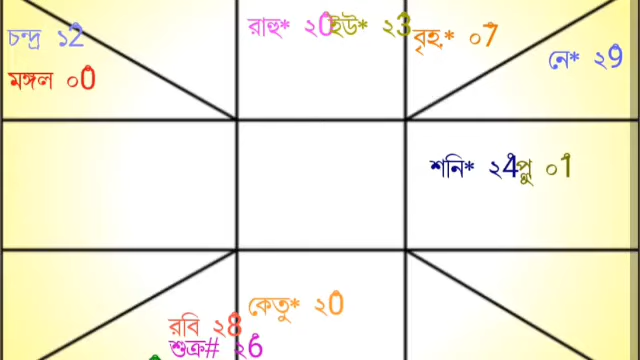 চন্দ্র ১2°
মঙ্গল ০0°
রাহু* ২0°
ইউ* ২3°
বৃহ* ০7°
নে* ২9°
শনি* ২4°
প্লু ০1°
কেতু* ২0°
রবি ২8°
শুক্র# ২6°